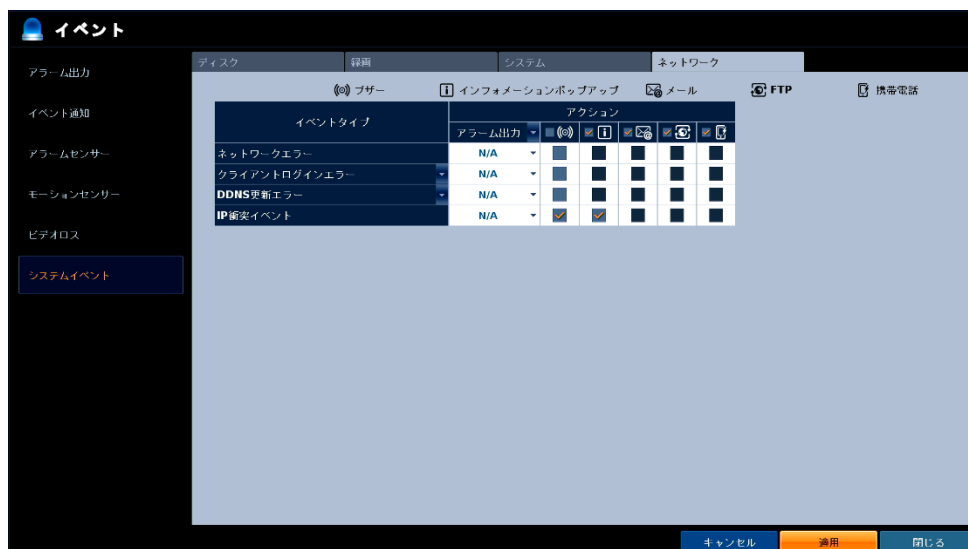 イベント
アラーム出力
イベント通知
アラームセンサー
モーションセンサー
ビデオロス
システムイベント
ディスク 録画 システム ネットワーク
ブザー インフォメーションポップアップ メール FTP 携帯電話
イベントタイプ アクション
アラーム出力
ネットワークエラー N/A
クライアントログインエラー N/A
DDNS更新エラー N/A
IP衝突イベント N/A
キャンセル 適用 閉じる